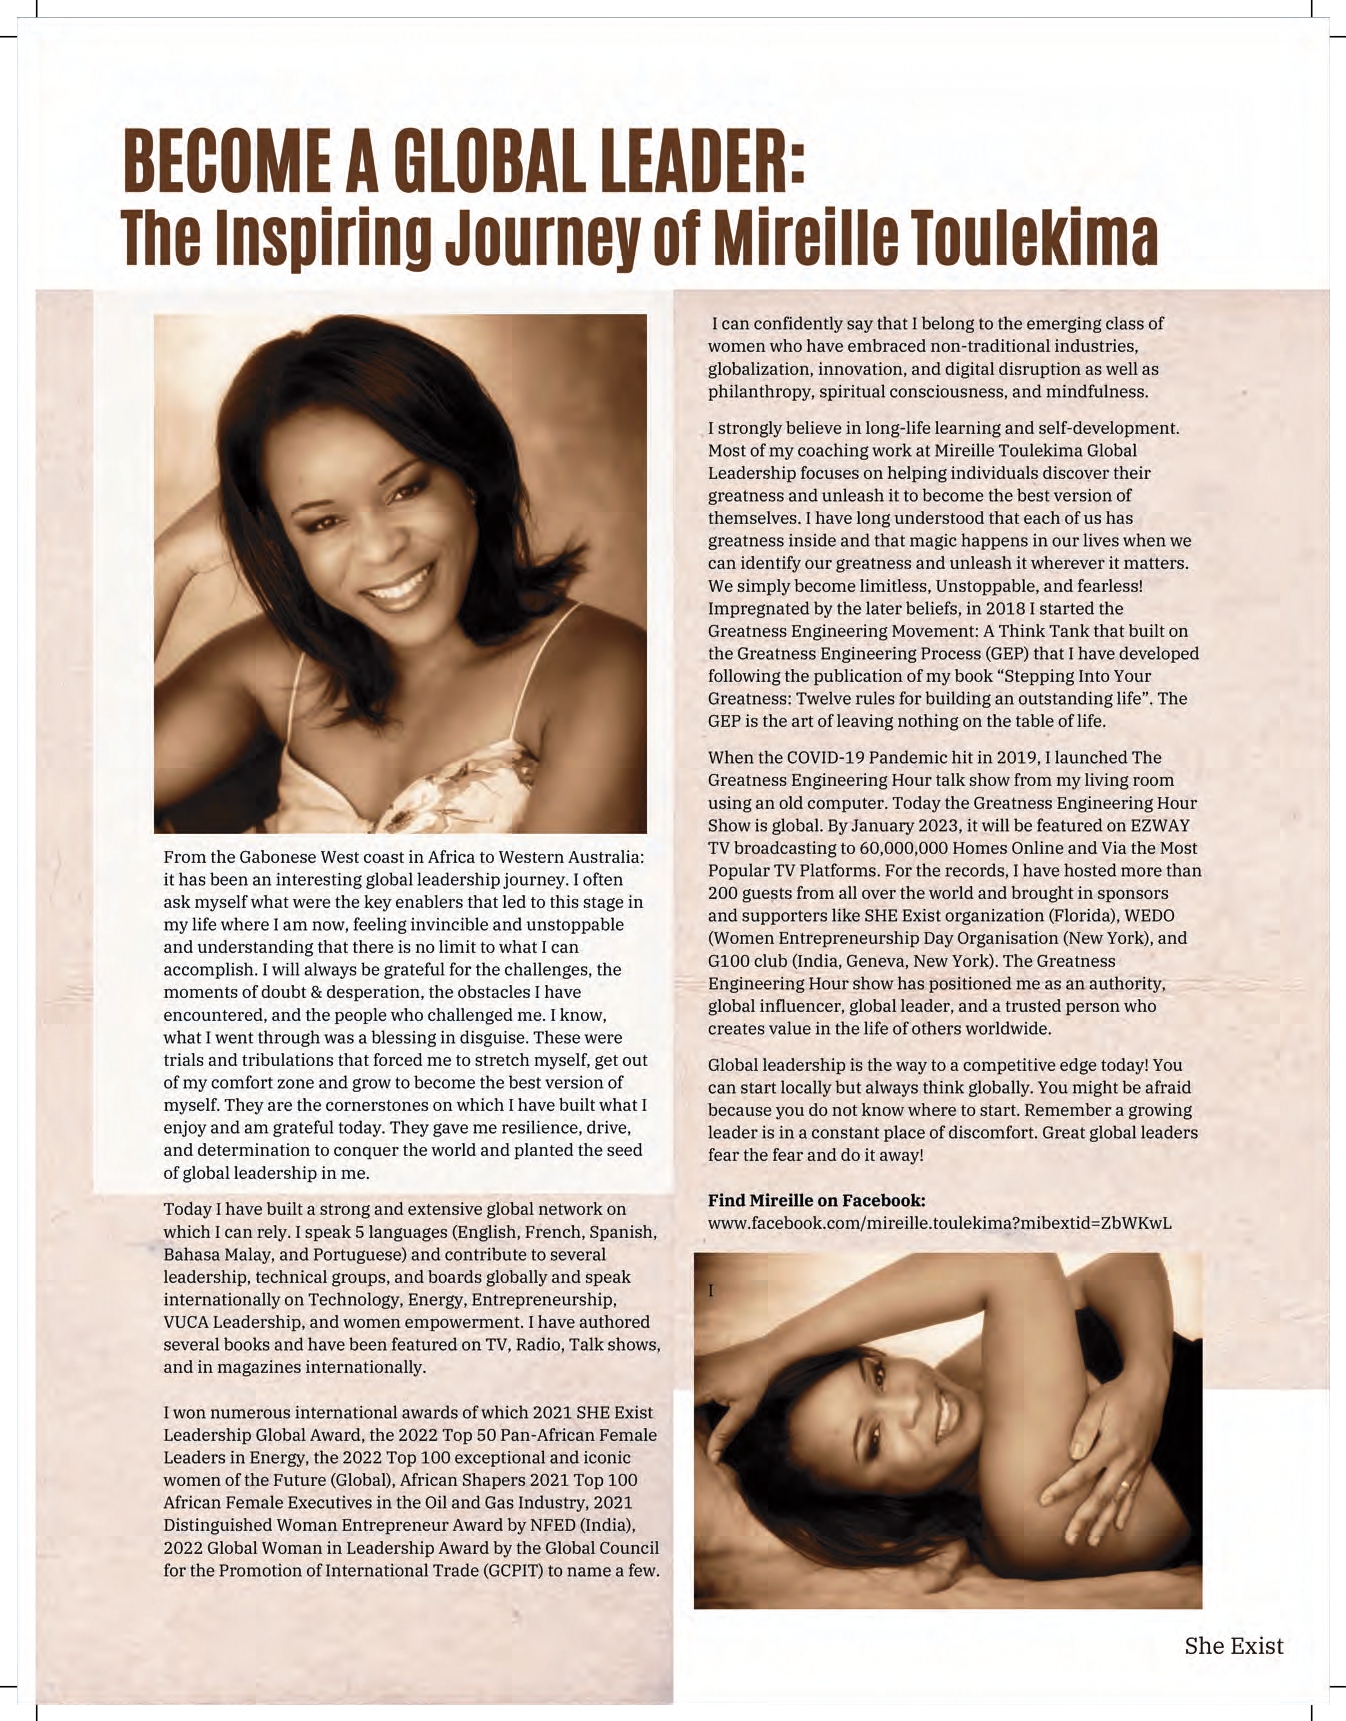 BECOME A GLOBAL LEADER:
The Inspiring Journey of Mireille Toulekima
From the Gabonese West coast in Africa to Western Australia:
it has been an interesting global leadership journey. I often
ask myself what were the key enablers that led to this stage in
my life where I am now, feeling invincible and unstoppable
and understanding that there is no limit to what I can
accomplish. I will always be grateful for the challenges, the
moments of doubt & desperation, the obstacles I have
encountered, and the people who challenged me. I know,
what I went through was a blessing in disguise. These were
trials and tribulations that forced me to stretch myself, get out
of my comfort zone and grow to become the best version of
myself. They are the cornerstones on which I have built what I
enjoy and am grateful today. They gave me resilience, drive,
and determination to conquer the world and planted the seed
of global leadership in me.
Today I have built a strong and extensive global network on
which I can rely. I speak 5 languages (English, French, Spanish,
Bahasa Malay, and Portuguese) and contribute to several
leadership, technical groups, and boards globally and speak
internationally on Technology, Energy, Entrepreneurship,
VUCA Leadership, and women empowerment. I have authored
several books and have been featured on TV, Radio, Talk shows,
and in magazines internationally.
I won numerous international awards of which 2021 SHE Exist
Leadership Global Award, the 2022 Top 50 Pan-African Female
Leaders in Energy, the 2022 Top 100 exceptional and iconic
women of the Future (Global), African Shapers 2021 Top 100
African Female Executives in the Oil and Gas Industry, 2021
Distinguished Woman Entrepreneur Award by NFED (India),
2022 Global Woman in Leadership Award by the Global Council
for the Promotion of International Trade (GCPIT) to name a few.
I can confidently say that I belong to the emerging class of
women who have embraced non-traditional industries,
globalization, innovation, and digital disruption as well as
philanthropy, spiritual consciousness, and mindfulness.
I strongly believe in long-life learning and self-development.
Most of my coaching work at Mireille Toulekima Global
Leadership focuses on helping individuals discover their
greatness and unleash it to become the best version of
themselves. I have long understood that each of us has
greatness inside and that magic happens in our lives when we
can identify our greatness and unleash it wherever it matters.
We simply become limitless, Unstoppable, and fearless!
Impregnated by the later beliefs, in 2018 I started the
Greatness Engineering Movement: A Think Tank that built on
the Greatness Engineering Process (GEP) that I have developed
following the publication of my book “Stepping Into Your
Greatness: Twelve rules for building an outstanding life”. The
GEP is the art of leaving nothing on the table of life.
When the COVID-19 Pandemic hit in 2019, I launched The
Greatness Engineering Hour talk show from my living room
using an old computer. Today the Greatness Engineering Hour
Show is global. By January 2023, it will be featured on EZWAY
TV broadcasting to 60,000,000 Homes Online and Via the Most
Popular TV Platforms. For the records, I have hosted more than
200 guests from all over the world and brought in sponsors
and supporters like SHE Exist organization (Florida), WEDO
(Women Entrepreneurship Day Organisation (New York), and
G100 club (India, Geneva, New York). The Greatness
Engineering Hour show has positioned me as an authority,
global influencer, global leader, and a trusted person who
creates value in the life of others worldwide.
Global leadership is the way to a competitive edge today! You
can start locally but always think globally. You might be afraid
because you do not know where to start. Remember a growing
leader is in a constant place of discomfort. Great global leaders
fear the fear and do it away!
Find Mireille on Facebook:
www.facebook.com/mireille.toulekima?mibextid=ZbWKwL
I
She Exist